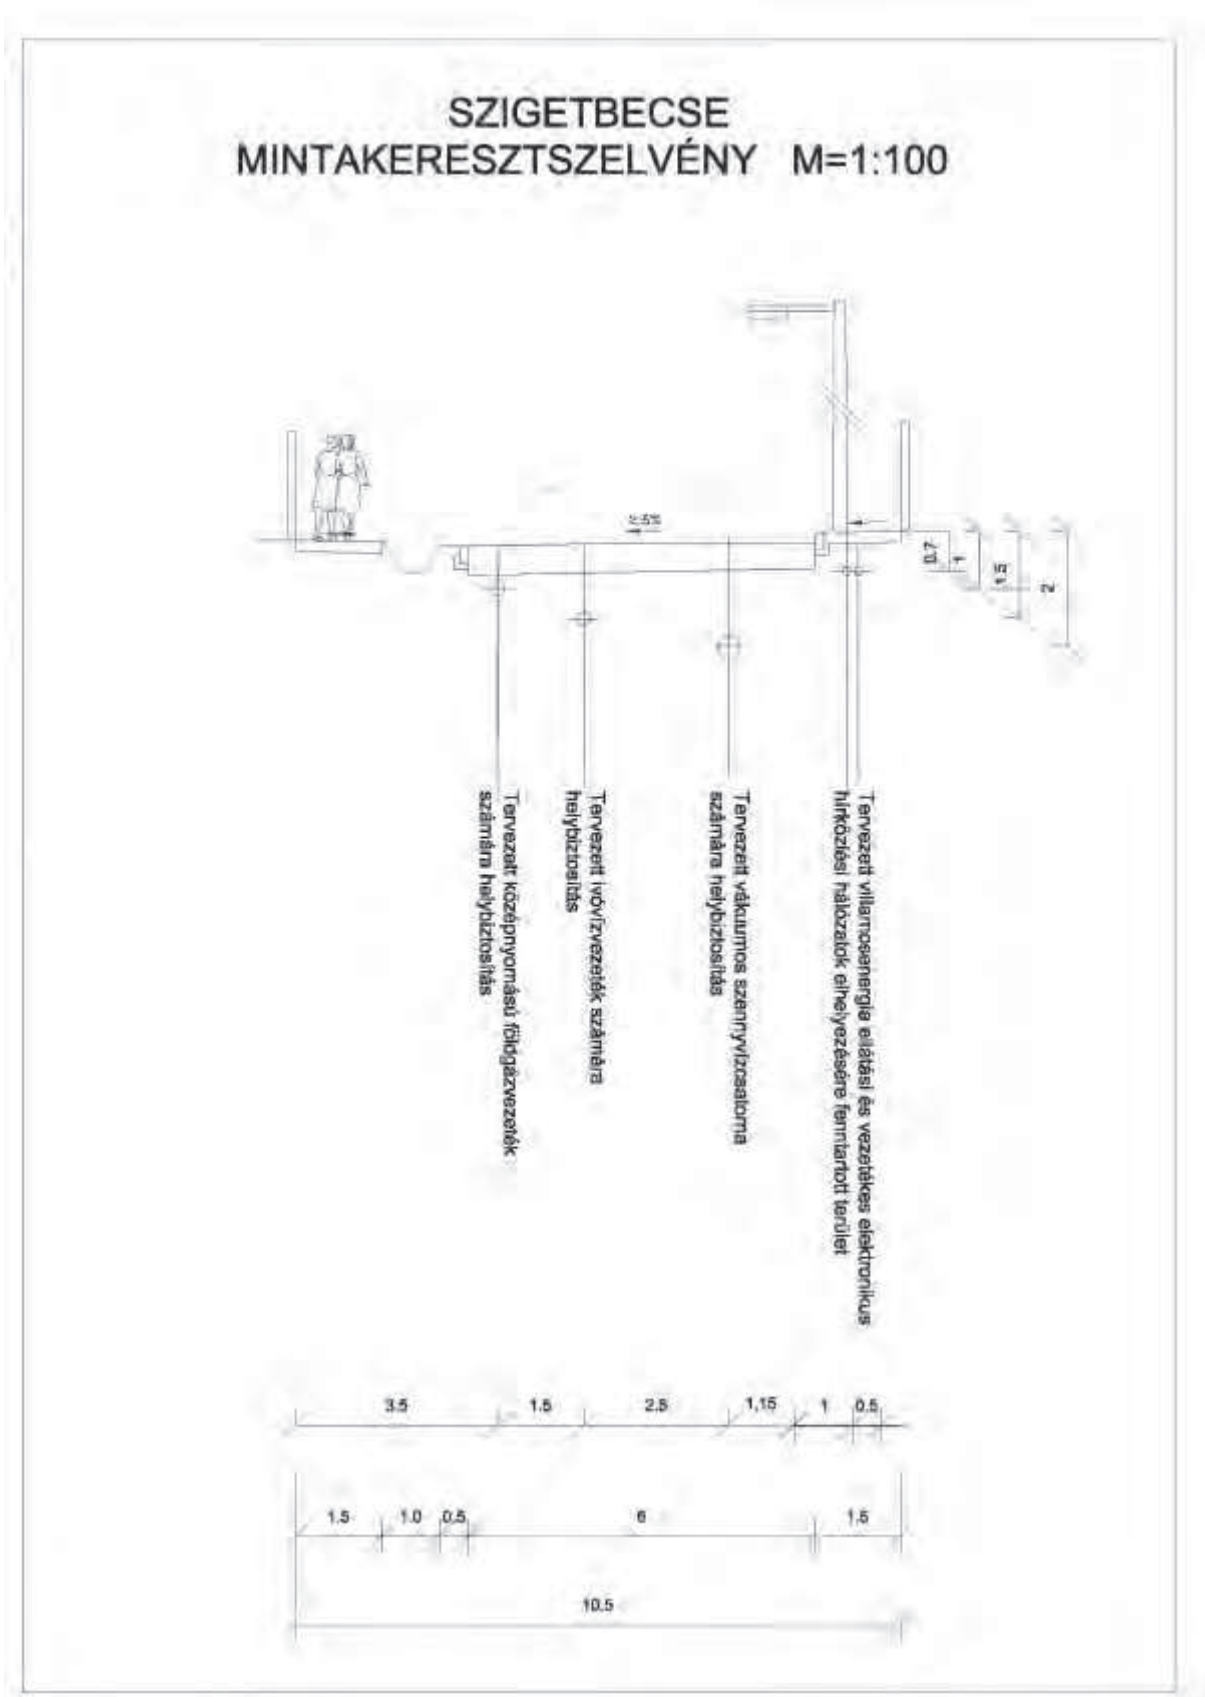 SZIGETBECSE
MINTAKERESZTSZELVÉNY M=1:100
2.5%
0.7
1
1.5
2
Tervezett középnyomású földgázvezeték
számára helybiztosítás
Tervezett ivóvízvezeték számára
helybiztosítás
Tervezett vákuumos szennyvízcsatorna
számára helybiztosítás
Tervezett villamosenergia ellátási és vezetékes elektronikus
hírközlési hálózatok elhelyezésére fenntartott terület
3.5 1.5 2.5 1,15 1 0.5
1.5 1.0 0.5 6 1.5
10.5